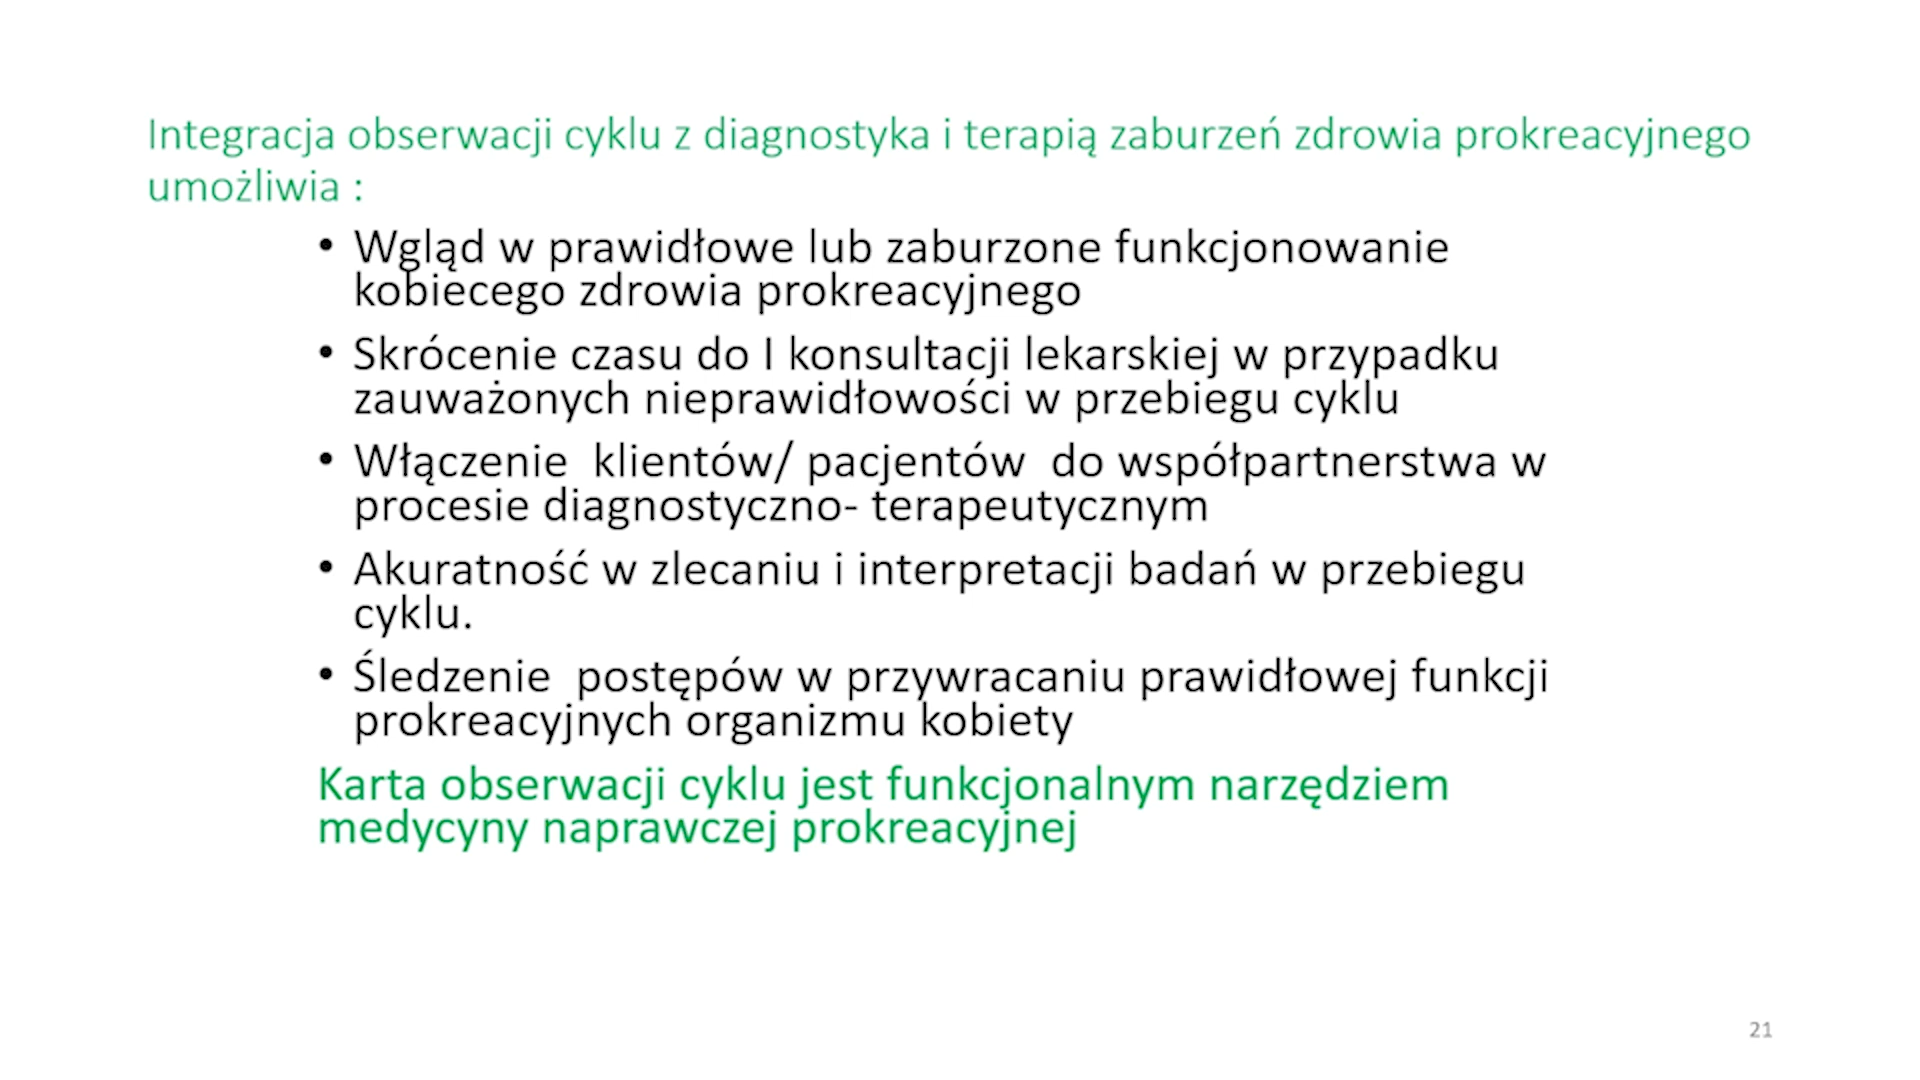 Integracja obserwacji cyklu z diagnostyka i terapią zaburzeń zdrowia prokreacyjnego
umożliwia :
• Wgląd w prawidłowe lub zaburzone funkcjonowanie
kobiecego zdrowia prokreacyjnego
• Skrócenie czasu do I konsultacji lekarskiej w przypadku
zauważonych nieprawidłowości w przebiegu cyklu
• Włączenie  klientów/ pacjentów  do współpartnerstwa w
procesie diagnostyczno- terapeutycznym
• Akuratność w zlecaniu i interpretacji badań w przebiegu
cyklu.
• Śledzenie  postępów w przywracaniu prawidłowej funkcji
prokreacyjnych organizmu kobiety
Karta obserwacji cyklu jest funkcjonalnym narzędziem
medycyny naprawczej prokreacyjnej
21